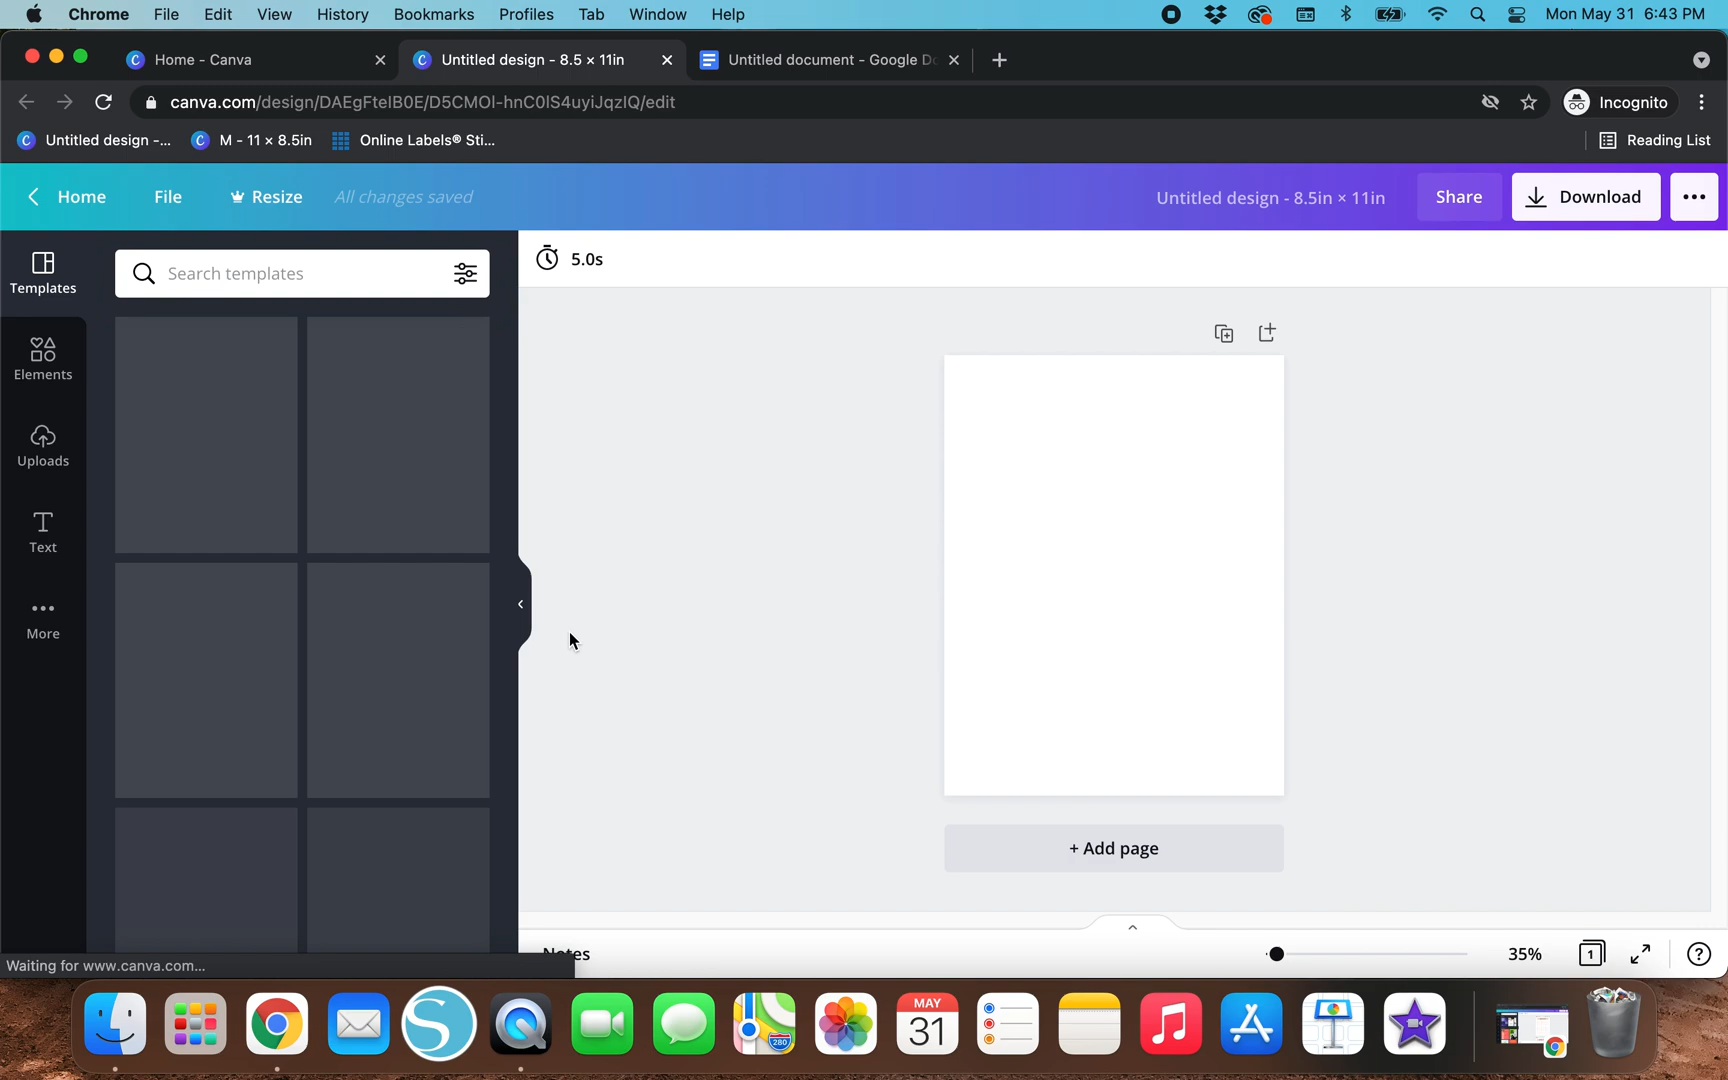 Chrome File Edit View History Bookmarks Profiles Tab Window Help Mon May 31 6:43 PM
Home - Canva Untitled design - 8.5 × 11in Untitled document - Google Do
canva.com/design/DAEgFtelB0E/D5CMOI-hnC0IS4uyiJqzIQ/edit Incognito
Untitled design -... M - 11 × 8.5in Online Labels® Sti... Reading List
Home File Resize All changes saved Untitled design - 8.5in × 11in Share Download
Templates
Search templates
5.0s
Elements
Uploads
Text
More
+ Add page
Notes
35%
1
Waiting for www.canva.com...
MAY
31
280